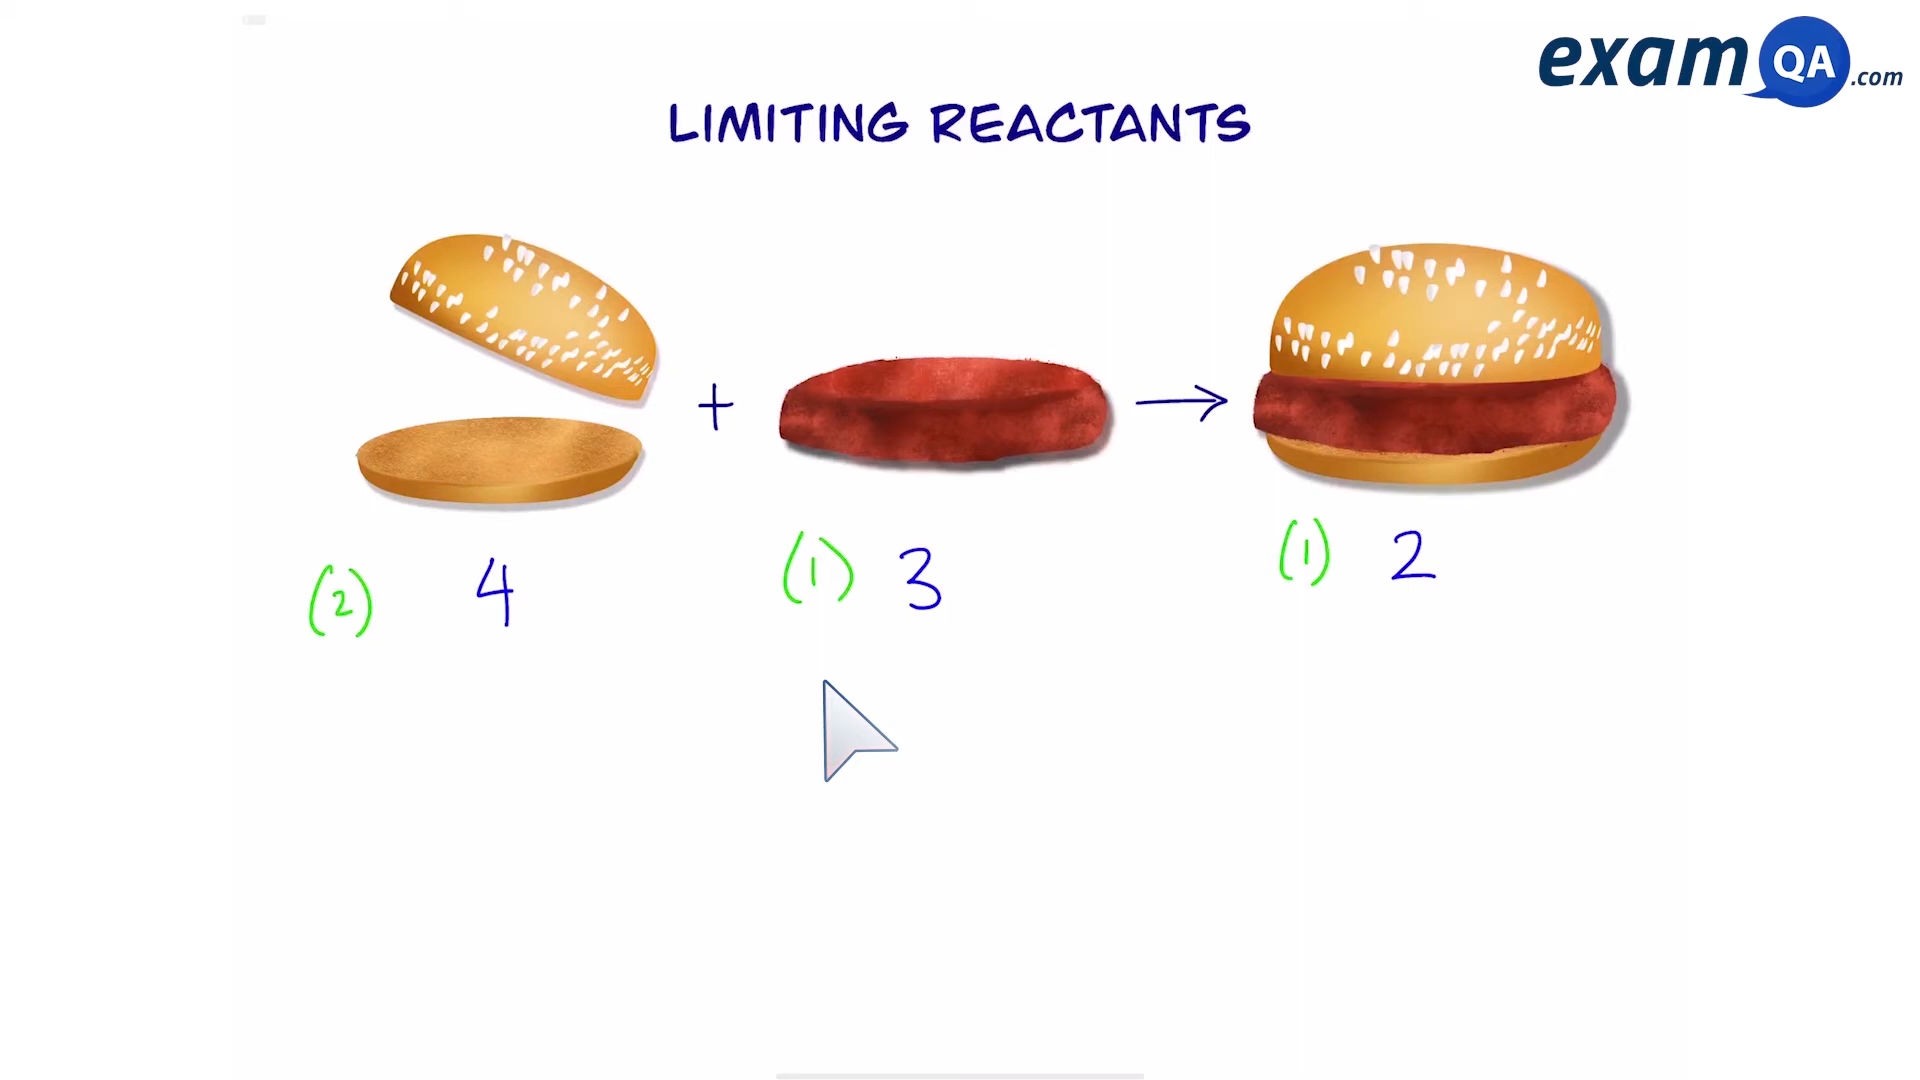 examQA.com
LIMITING REACTANTS
+ →
(2) 4 (1) 3 (1) 2